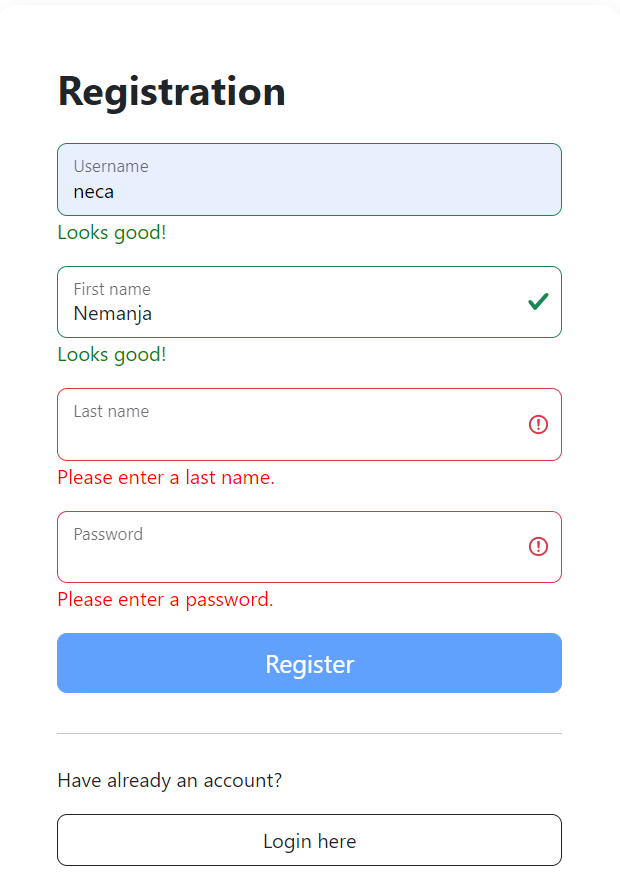 Registration
Username
neca
Looks good!
First name
Nemanja
Looks good!
Last name
Please enter a last name.
Password
Please enter a password.
Register
Have already an account?
Login here